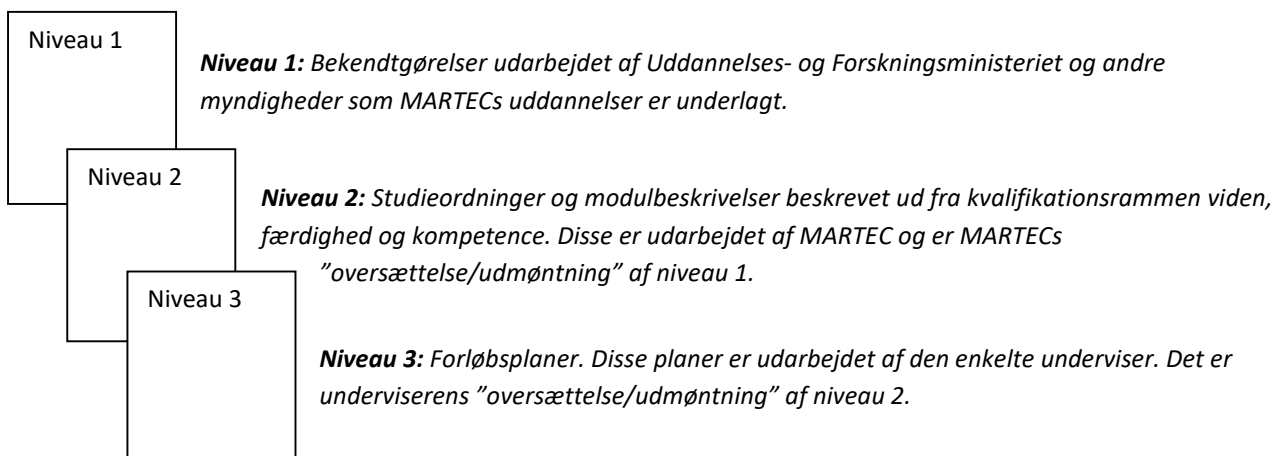 Niveau 1
Niveau 1: Bekendtgørelser udarbejdet af Uddannelses- og Forskningsministeriet og andre
myndigheder som MARTECs uddannelser er underlagt.
Niveau 2
Niveau 2: Studieordninger og modulbeskrivelser beskrevet ud fra kvalifikationsrammen viden,
færdighed og kompetence. Disse er udarbejdet af MARTEC og er MARTECs
”oversættelse/udmøntning” af niveau 1.
Niveau 3
Niveau 3: Forløbsplaner. Disse planer er udarbejdet af den enkelte underviser. Det er
underviserens ”oversættelse/udmøntning” af niveau 2.